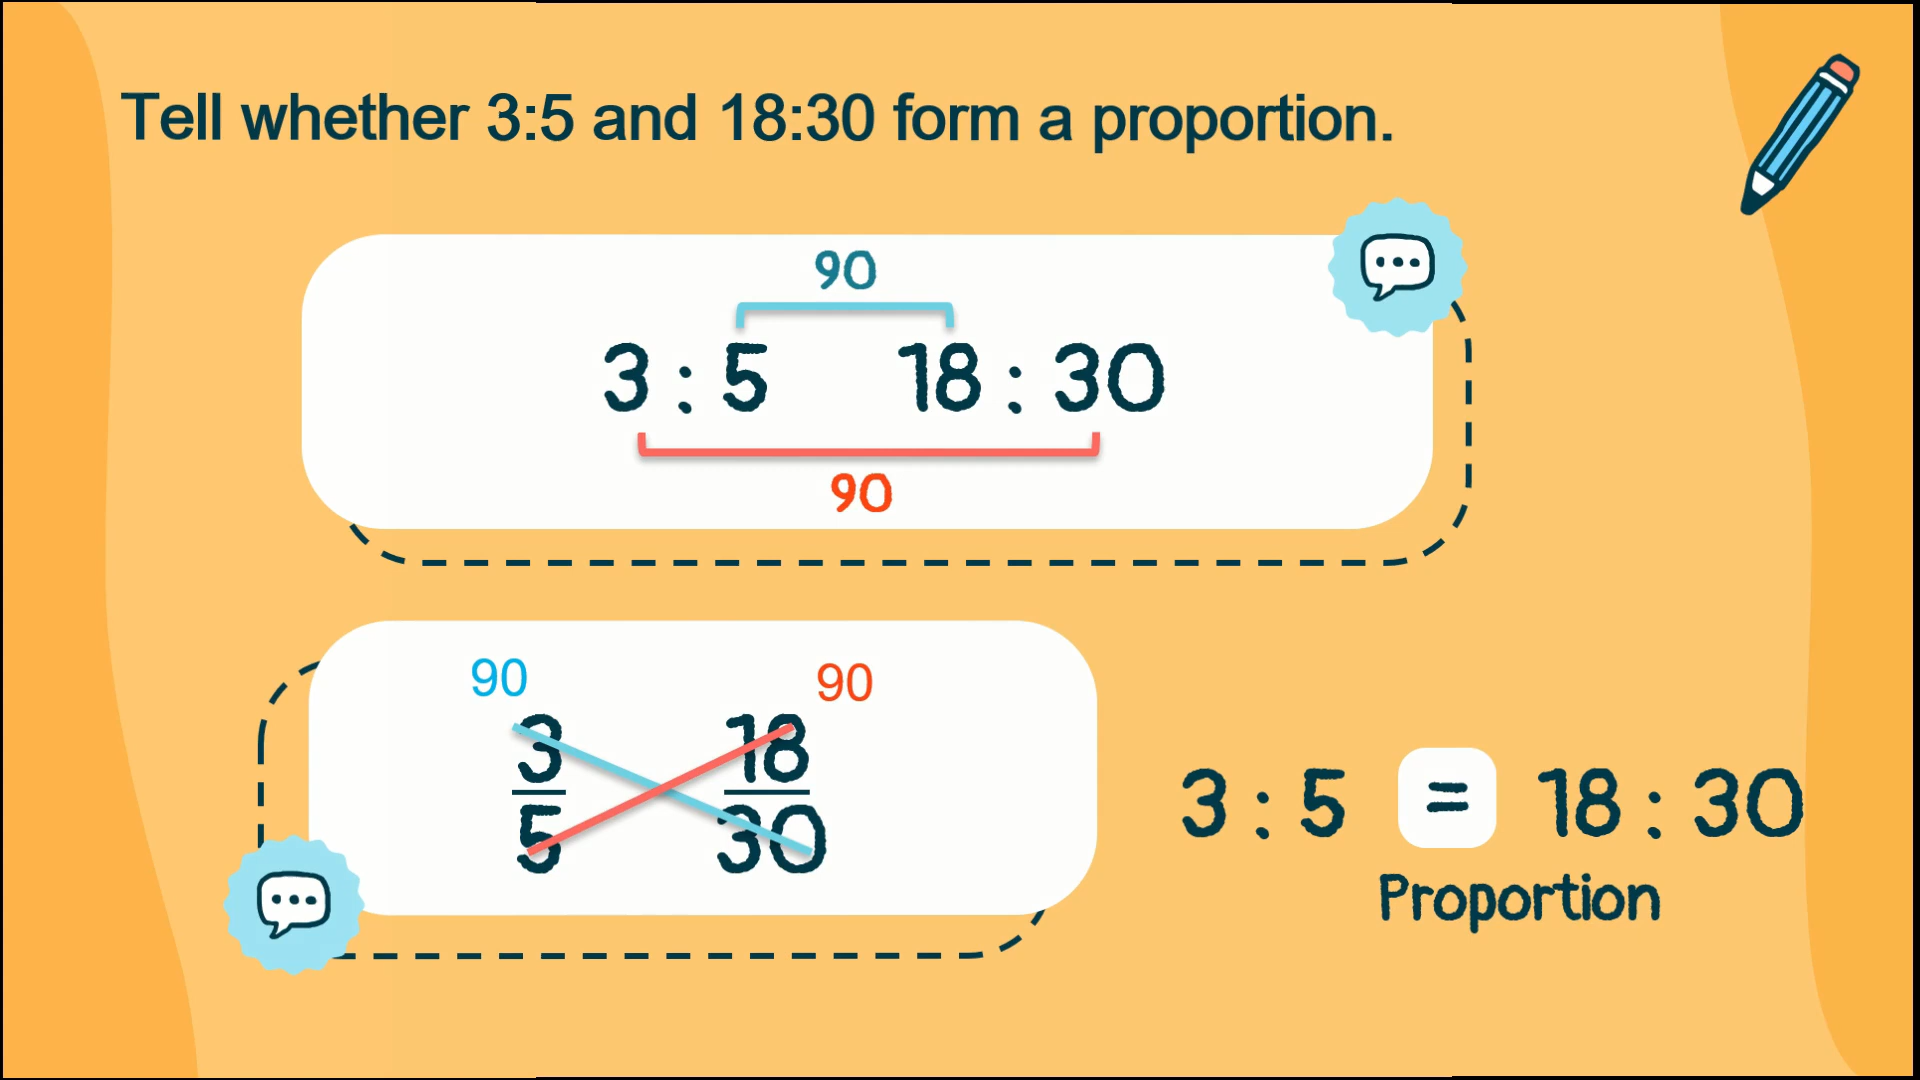 Tell whether 3:5 and 18:30 form a proportion.
90
3 : 5 18 : 30
90
90 90
3 18
5 30
3 : 5 = 18 : 30
Proportion